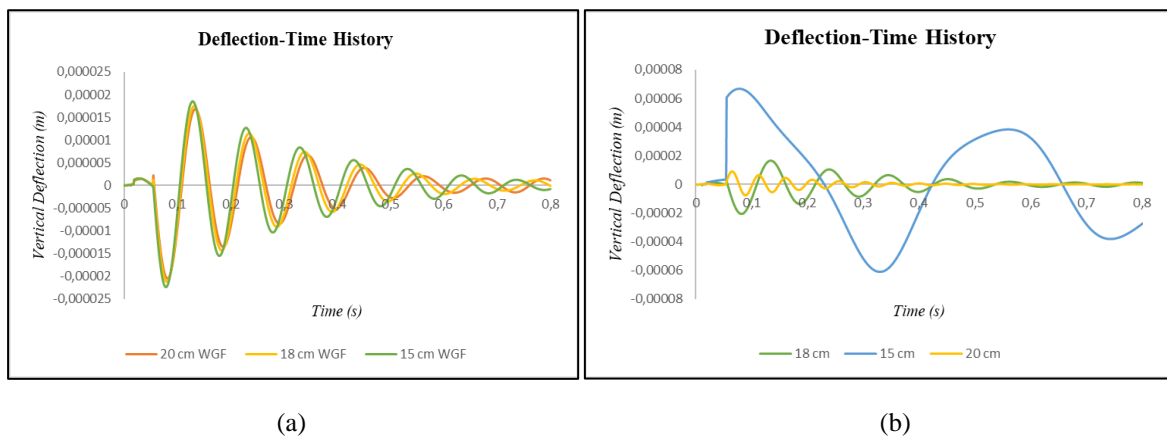 Deflection-Time History
0,000025
0,00002
0,000015
0,00001
0,000005
0
-0,000005
-0,00001
-0,000015
-0,00002
-0,000025
Vertical Deflection (m)
0 0,1 0,2 0,3 0,4 0,5 0,6 0,7 0,8
Time (s)
20 cm WGF 18 cm WGF 15 cm WGF
(a)
Deflection-Time History
0,00008
0,00006
0,00004
0,00002
0
-0,00002
-0,00004
-0,00006
-0,00008
Vertical Deflection (m)
0 0,1 0,2 0,3 0,4 0,5 0,6 0,7 0,8
Time (s)
18 cm 15 cm 20 cm
(b)